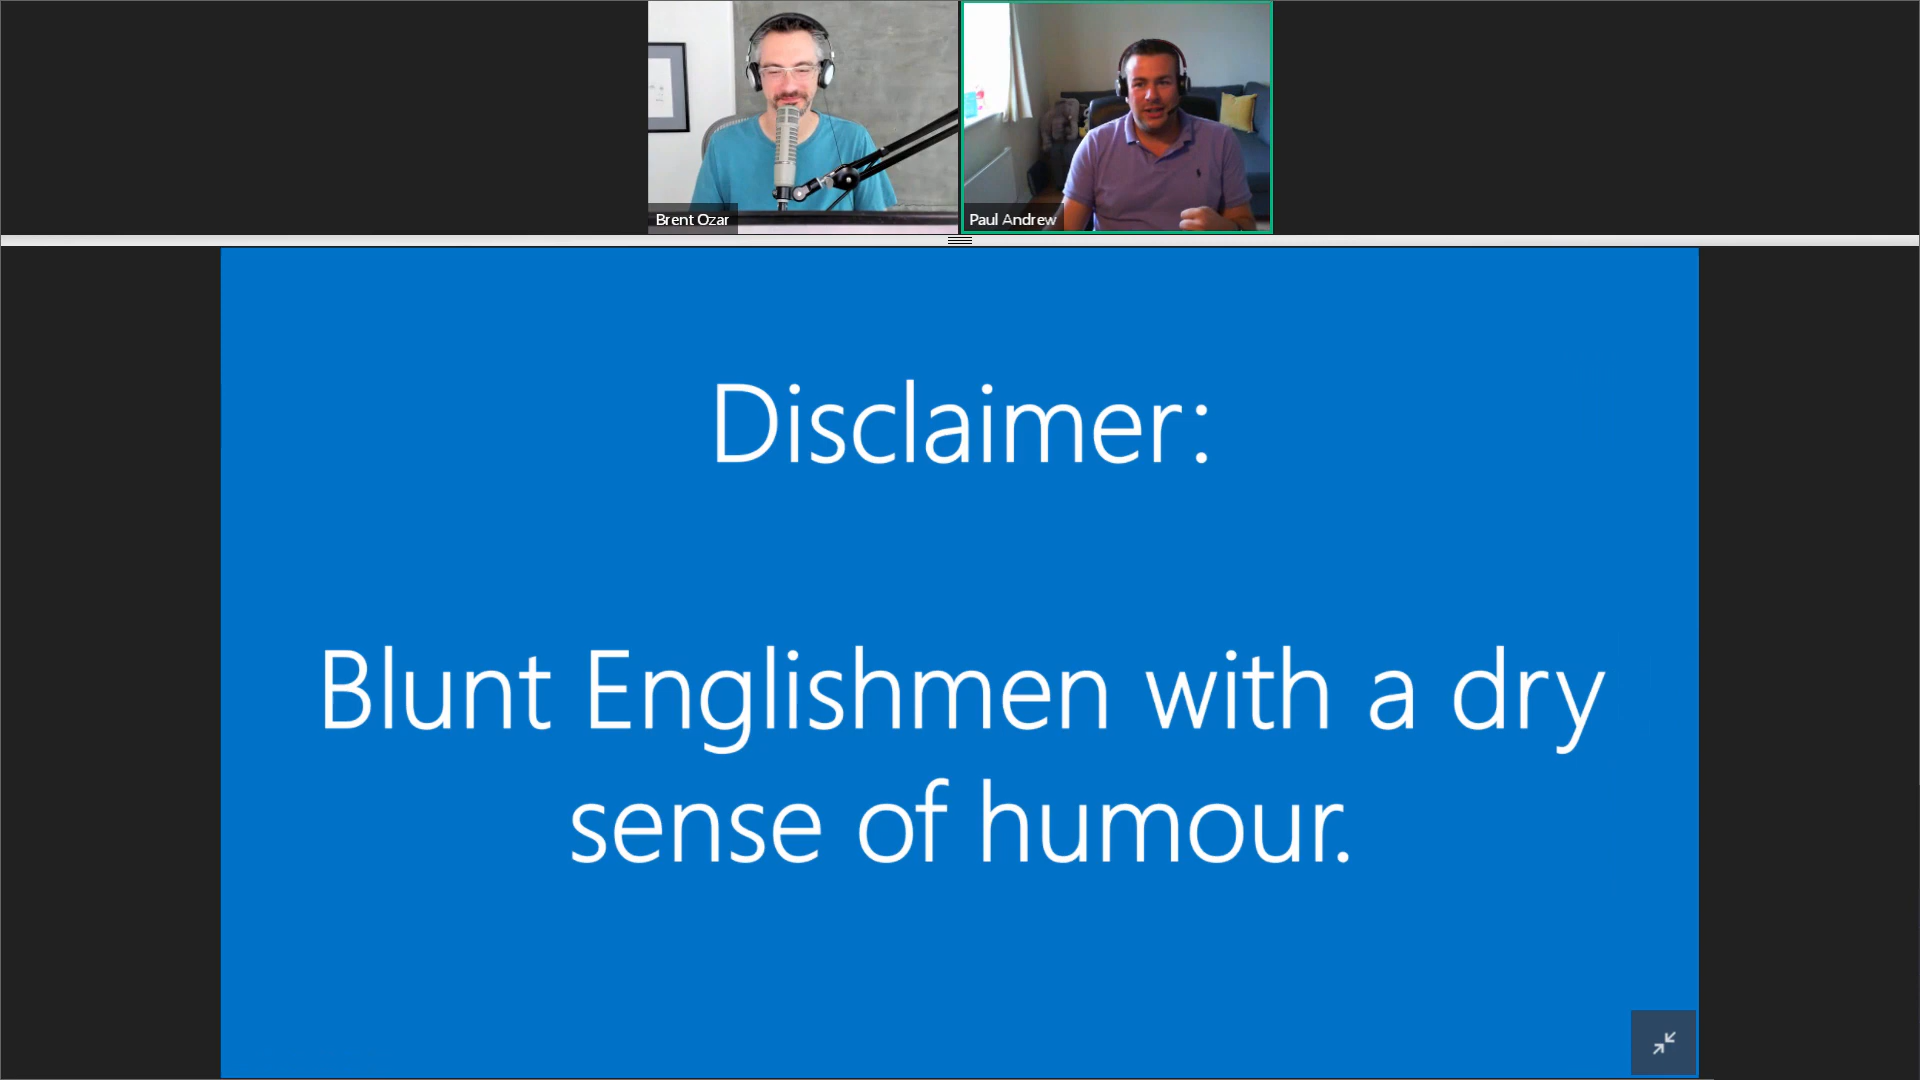 Brent Ozar
Paul Andrew
Disclaimer:
Blunt Englishmen with a dry
sense of humour.